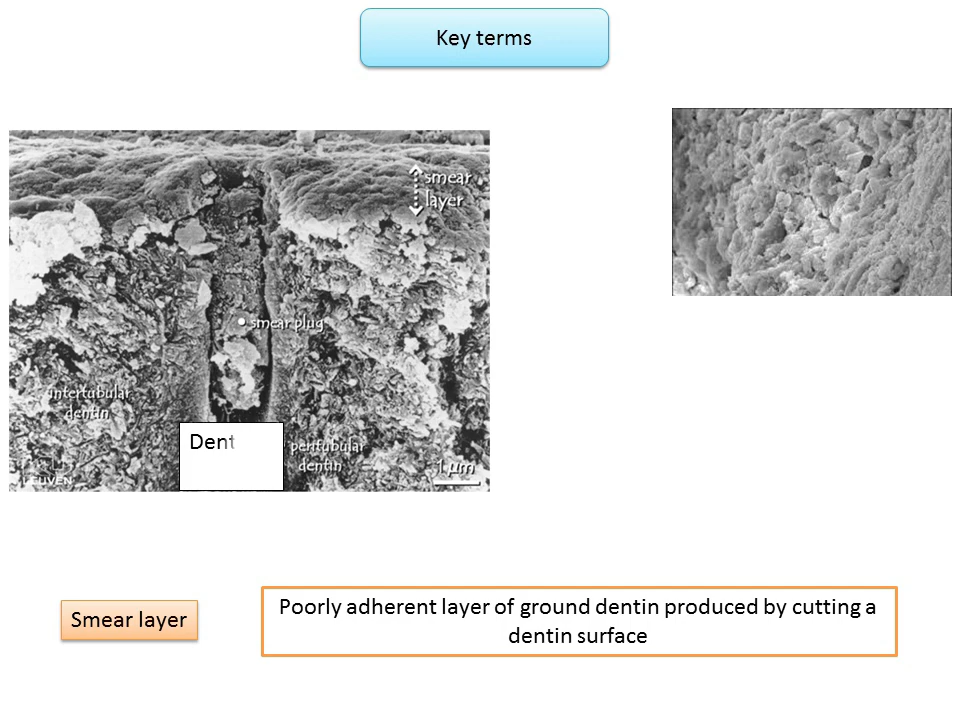 Key terms
smear
layer
smear plug
intertubular
dentin
Dent
peritubular
dentin
1 µm
LEUVEN
Smear layer
Poorly adherent layer of ground dentin produced by cutting a
dentin surface